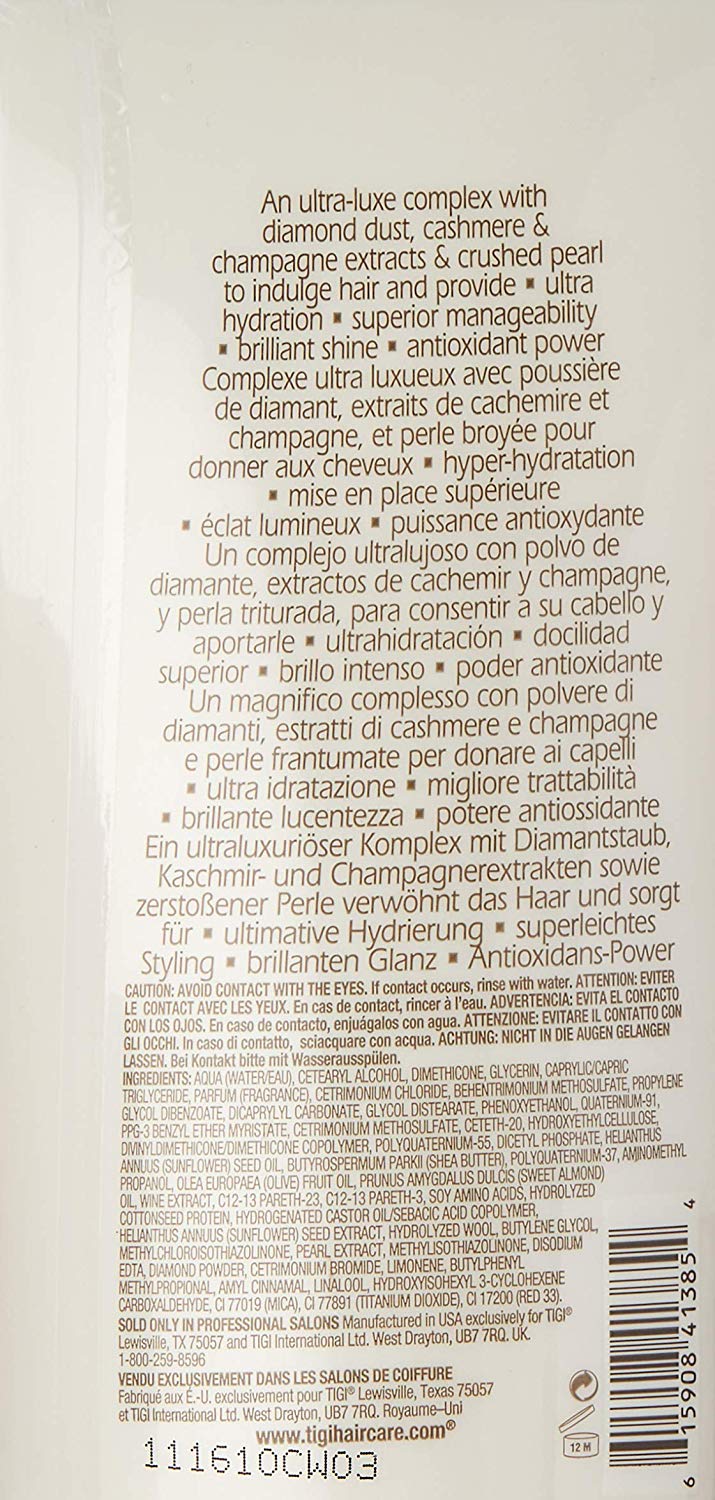 An ultra-luxe complex with
diamond dust, cashmere &
champagne extracts & crushed pearl
to indulge hair and provide ▪ ultra
hydration ▪ superior manageability
▪ brilliant shine ▪ antioxidant power
Complexe ultra luxueux avec poussière
de diamant, extraits de cachemire et
champagne, et perle broyée pour
donner aux cheveux ▪ hyper-hydratation
▪ mise en place supérieure
▪ éclat lumineux ▪ puissance antioxydante
Un complejo ultralujoso con polvo de
diamante, extractos de cachemir y champagne,
y perla triturada, para consentir a su cabello y
aportarle ▪ ultrahidratación ▪ docilidad
superior ▪ brillo intenso ▪ poder antioxidante
Un magnifico complesso con polvere di
diamanti, estratti di cashmere e champagne
e perle frantumate per donare ai capelli
▪ ultra idratazione ▪ migliore trattabilità
▪ brillante lucentezza ▪ potere antiossidante
Ein ultraluxuriöser Komplex mit Diamantstaub,
Kaschmir- und Champagnerextrakten sowie
zerstoßener Perle verwöhnt das Haar und sorgt
für ▪ ultimative Hydrierung ▪ superleichtes
Styling ▪ brillanten Glanz ▪ Antioxidans-Power
CAUTION: AVOID CONTACT WITH THE EYES. If contact occurs, rinse with water. ATTENTION: EVITER
LE CONTACT AVEC LES YEUX. En cas de contact, rincer à l'eau. ADVERTENCIA: EVITA EL CONTACTO
CON LOS OJOS. En caso de contacto, enjuágalos con agua. ATTENZIONE: EVITARE IL CONTATTO CON
GLI OCCHI. In caso di contatto, sciacquare con acqua. ACHTUNG: NICHT IN DIE AUGEN GELANGEN
LASSEN. Bei Kontakt bitte mit Wasserausspülen.
INGREDIENTS: AQUA (WATER/EAU), CETEARYL ALCOHOL, DIMETHICONE, GLYCERIN, CAPRYLIC/CAPRIC
TRIGLYCERIDE, PARFUM (FRAGRANCE), CETRIMONIUM CHLORIDE, BEHENTRIMONIUM METHOSULFATE, PROPYLENE
GLYCOL DIBENZOATE, DICAPRYLYL CARBONATE, GLYCOL DISTEARATE, PHENOXYETHANOL, QUATERNIUM-91,
PPG-3 BENZYL ETHER MYRISTATE, CETRIMONIUM METHOSULFATE, CETETH-20, HYDROXYETHYLCELLULOSE,
DIVINYLDIMETHICONE/DIMETHICONE COPOLYMER, POLYQUATERNIUM-55, DICETYL PHOSPHATE, HELIANTHUS
ANNUUS (SUNFLOWER) SEED OIL, BUTYROSPERMUM PARKII (SHEA BUTTER), POLYQUATERNIUM-37, AMINOMETHYL
PROPANOL, OLEA EUROPAEA (OLIVE) FRUIT OIL, PRUNUS AMYGDALUS DULCIS (SWEET ALMOND)
OIL, WINE EXTRACT, C12-13 PARETH-23, C12-13 PARETH-3, SOY AMINO ACIDS, HYDROLYZED
COTTONSEED PROTEIN, HYDROGENATED CASTOR OIL/SEBACIC ACID COPOLYMER,
HELIANTHUS ANNUUS (SUNFLOWER) SEED EXTRACT, HYDROLYZED WOOL, BUTYLENE GLYCOL,
METHYLCHLOROISOTHIAZOLINONE, PEARL EXTRACT, METHYLISOTHIAZOLINONE, DISODIUM
EDTA, DIAMOND POWDER, CETRIMONIUM BROMIDE, LIMONENE, BUTYLPHENYL
METHYLPROPIONAL, AMYL CINNAMAL, LINALOOL, HYDROXYISOHEXYL 3-CYCLOHEXENE
CARBOXALDEHYDE, CI 77019 (MICA), CI 77891 (TITANIUM DIOXIDE), CI 17200 (RED 33).
SOLD ONLY IN PROFESSIONAL SALONS Manufactured in USA exclusively for TIGI®
Lewisville, TX 75057 and TIGI International Ltd. West Drayton, UB7 7RQ. UK.
1-800-259-8596
VENDU EXCLUSIVEMENT DANS LES SALONS DE COIFFURE
Fabriqué aux É.-U. exclusivement pour TIGI® Lewisville, Texas 75057
et TIGI International Ltd. West Drayton, UB7 7RQ. Royaume-Uni
www.tigihaircare.com®
111610CW03
12 M
6 15908 41385 4